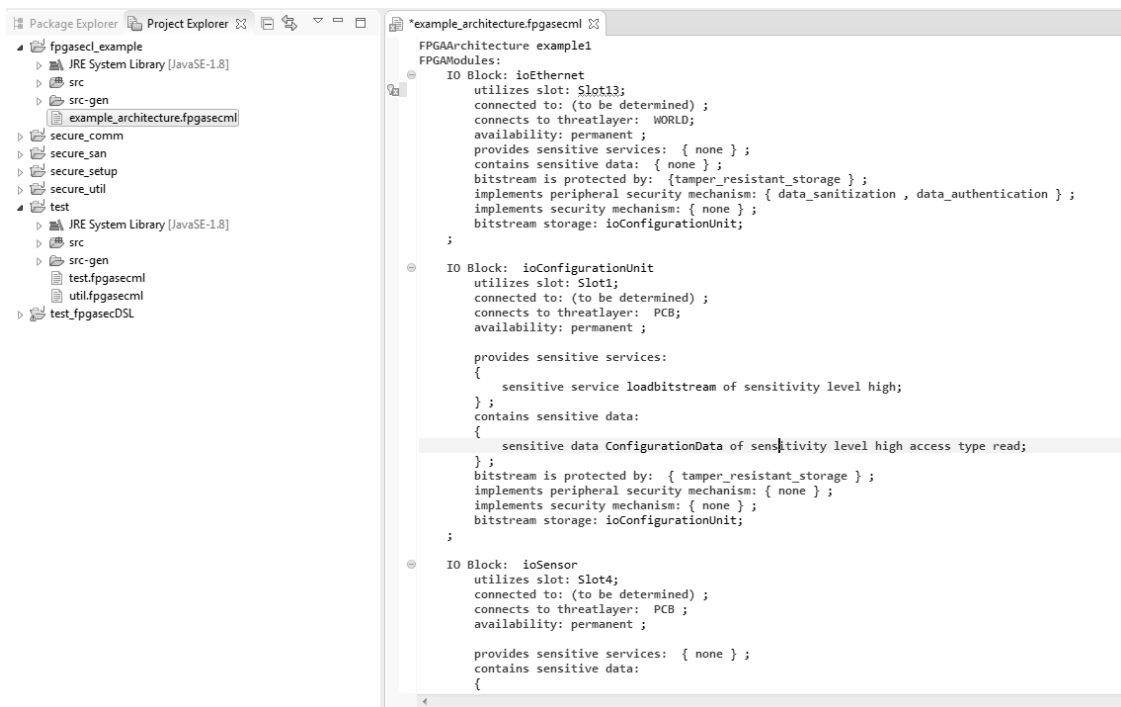 Package Explorer Project Explorer
fpgasecl_example
JRE System Library [JavaSE-1.8]
src
src-gen
example_architecture.fpgasecml
secure_comm
secure_san
secure_setup
secure_util
test
JRE System Library [JavaSE-1.8]
src
src-gen
test.fpgasecml
util.fpgasecml
test_fpgasecDSL
*example_architecture.fpgasecml
FPGAArchitecture example1
FPGAModules:
IO Block: ioEthernet
utilizes slot: Slot13;
connected to: (to be determined) ;
connects to threatlayer:  WORLD;
availability: permanent ;
provides sensitive services:  { none } ;
contains sensitive data:  { none } ;
bitstream is protected by:  {tamper_resistant_storage } ;
implements peripheral security mechanism: { data_sanitization , data_authentication } ;
implements security mechanism: { none } ;
bitstream storage: ioConfigurationUnit;
;
IO Block:  ioConfigurationUnit
utilizes slot: Slot1;
connected to: (to be determined) ;
connects to threatlayer:  PCB;
availability: permanent ;
provides sensitive services:
{
sensitive service loadbitstream of sensitivity level high;
} ;
contains sensitive data:
{
sensitive data ConfigurationData of sensitivity level high access type read;
} ;
bitstream is protected by:  { tamper_resistant_storage } ;
implements peripheral security mechanism: { none } ;
implements security mechanism: { none } ;
bitstream storage: ioConfigurationUnit;
;
IO Block:  ioSensor
utilizes slot: Slot4;
connected to: (to be determined) ;
connects to threatlayer:  PCB ;
availability: permanent ;
provides sensitive services:  { none } ;
contains sensitive data:
{